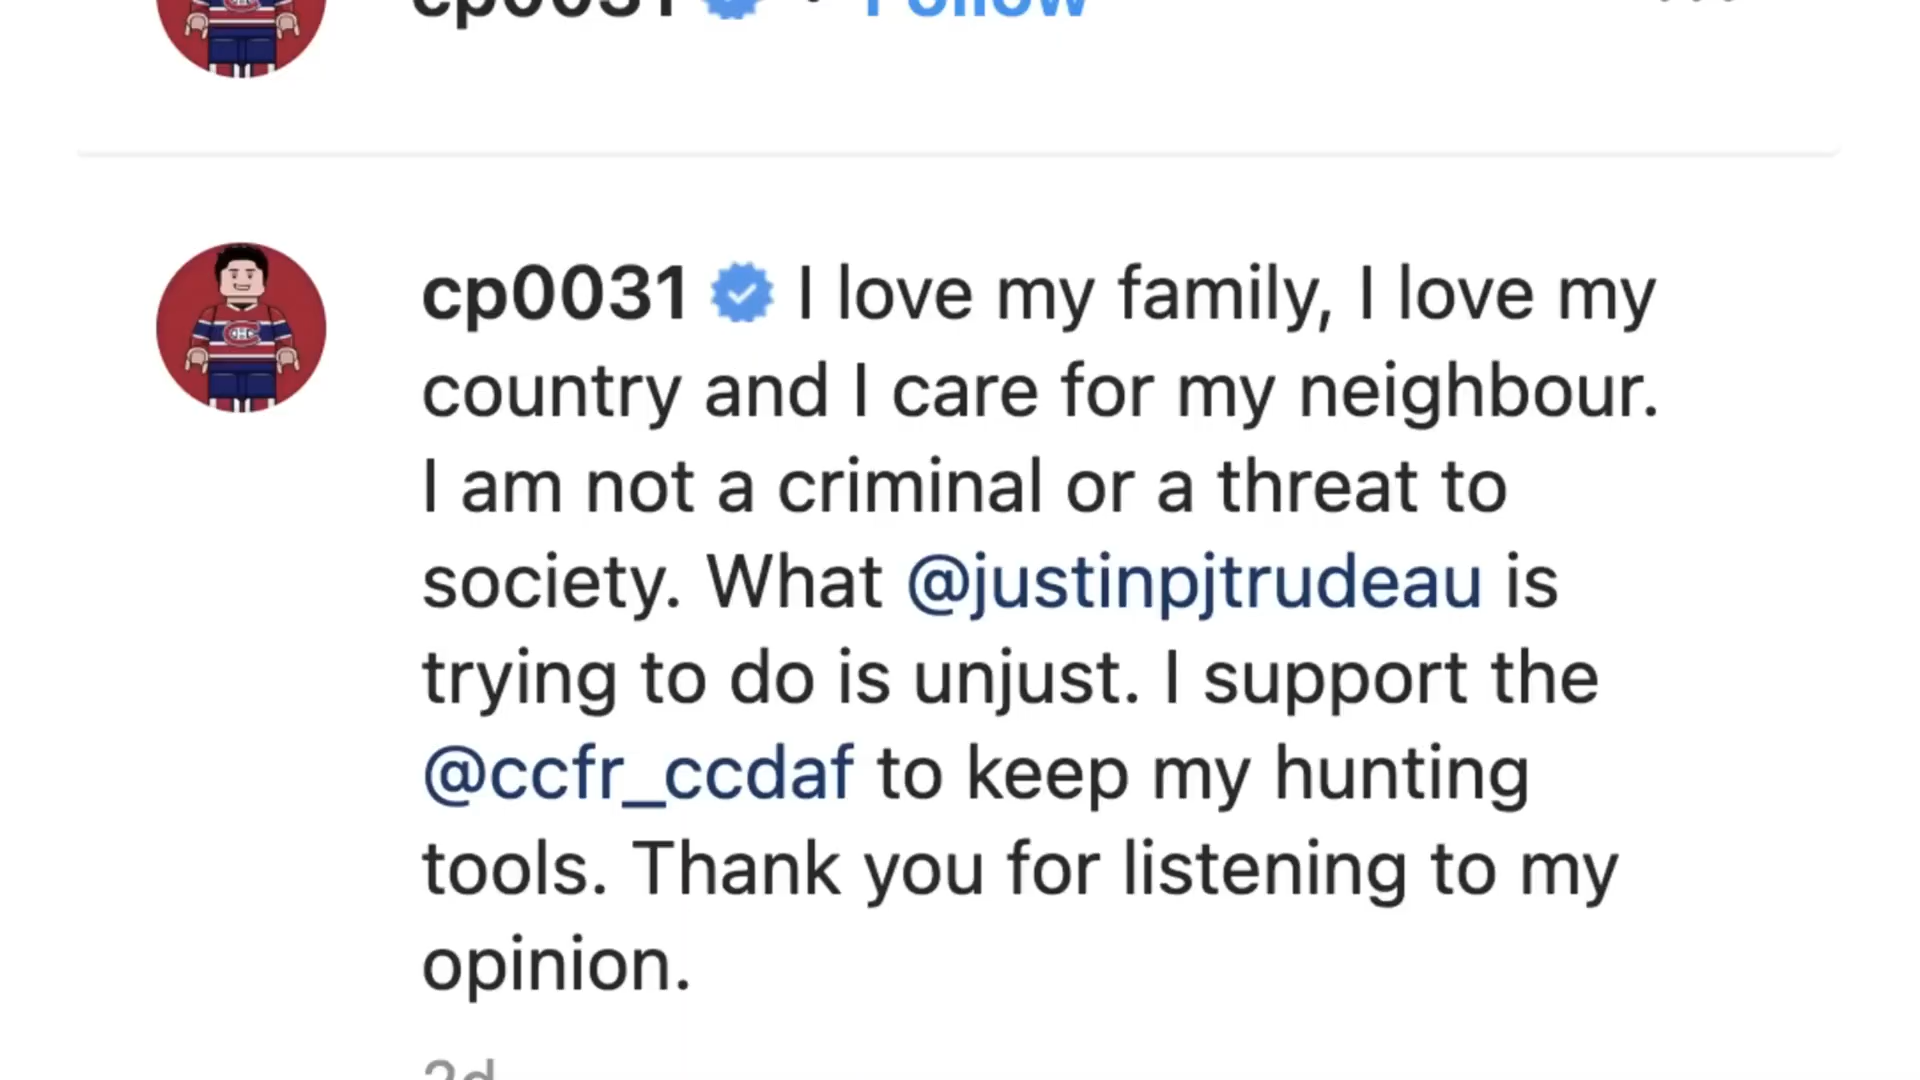 cp0031 • Follow
cp0031 I love my family, I love my
country and I care for my neighbour.
I am not a criminal or a threat to
society. What @justinpjtrudeau is
trying to do is unjust. I support the
@ccfr_ccdaf to keep my hunting
tools. Thank you for listening to my
opinion.
2d